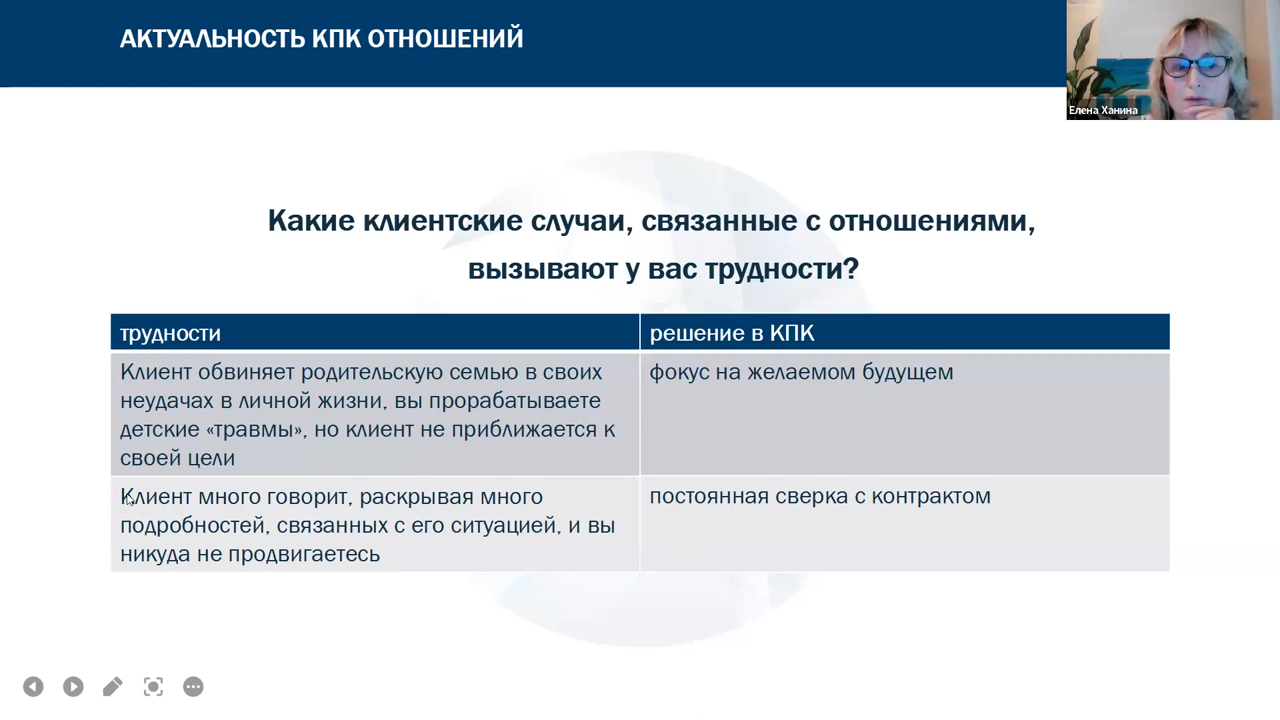 АКТУАЛЬНОСТЬ КПК ОТНОШЕНИЙ
Елена Ханина
Какие клиентские случаи, связанные с отношениями,
вызывают у вас трудности?
трудности
решение в КПК
Клиент обвиняет родительскую семью в своих
неудачах в личной жизни, вы прорабатываете
детские «травмы», но клиент не приближается к
своей цели
фокус на желаемом будущем
Клиент много говорит, раскрывая много
подробностей, связанных с его ситуацией, и вы
никуда не продвигаетесь
постоянная сверка с контрактом